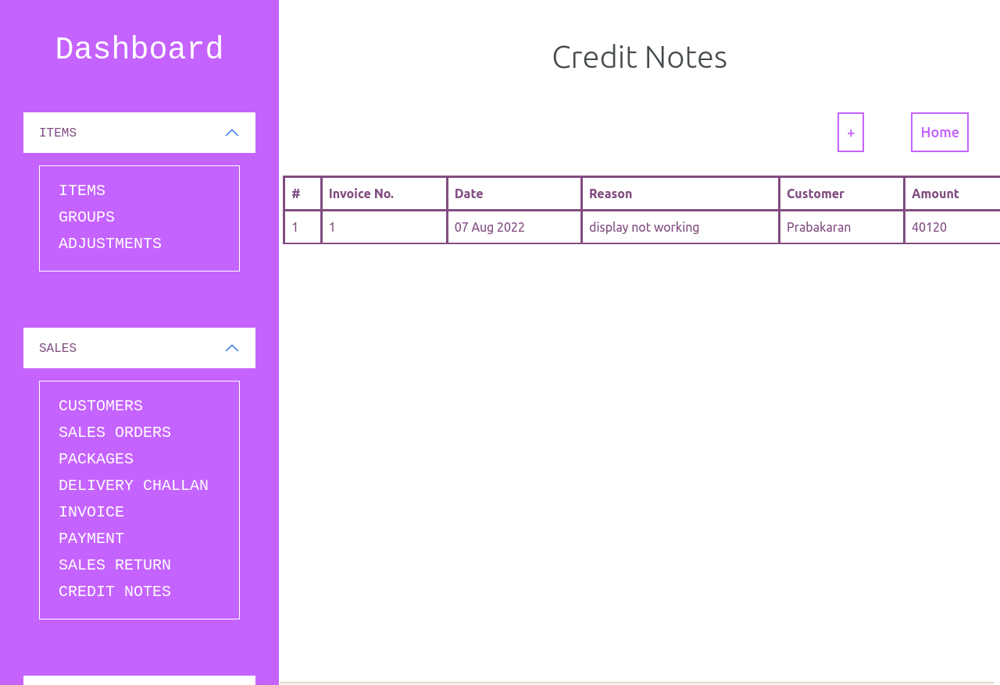 Dashboard
ITEMS
ITEMS
GROUPS
ADJUSTMENTS
SALES
CUSTOMERS
SALES ORDERS
PACKAGES
DELIVERY CHALLAN
INVOICE
PAYMENT
SALES RETURN
CREDIT NOTES
Credit Notes
+ Home
# Invoice No. Date Reason Customer Amount
1 1 07 Aug 2022 display not working Prabakaran 40120